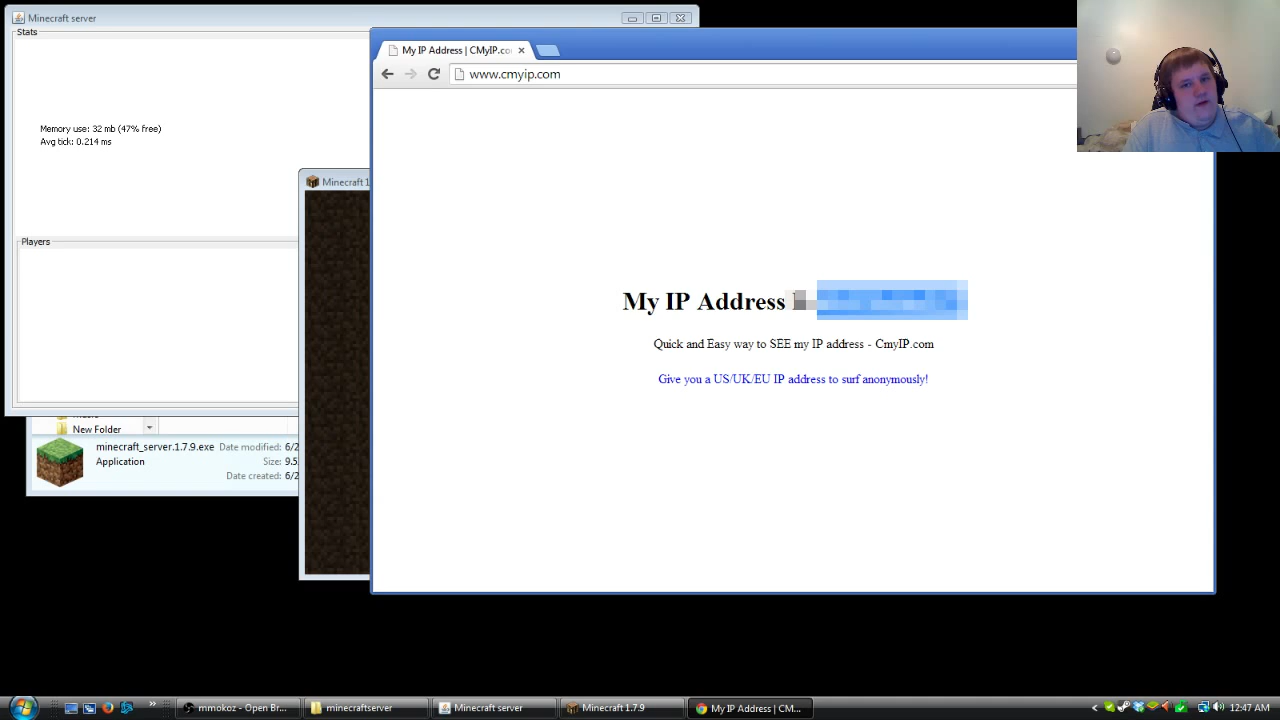 Minecraft server
Stats
Memory use: 32 mb (47% free)
Avg tick: 0.214 ms
Players
New Folder
minecraft_server.1.7.9.exe
Date modified: 6/2
Application
Size: 9.5
Date created: 6/2
Minecraft 1
My IP Address | CMyIP.co
www.cmyip.com
My IP Address
Quick and Easy way to SEE my IP address - CmyIP.com
Give you a US/UK/EU IP address to surf anonymously!
mmokoz - Open Br...
minecraftserver
Minecraft server
Minecraft 1.7.9
My IP Address | CM...
12:47 AM